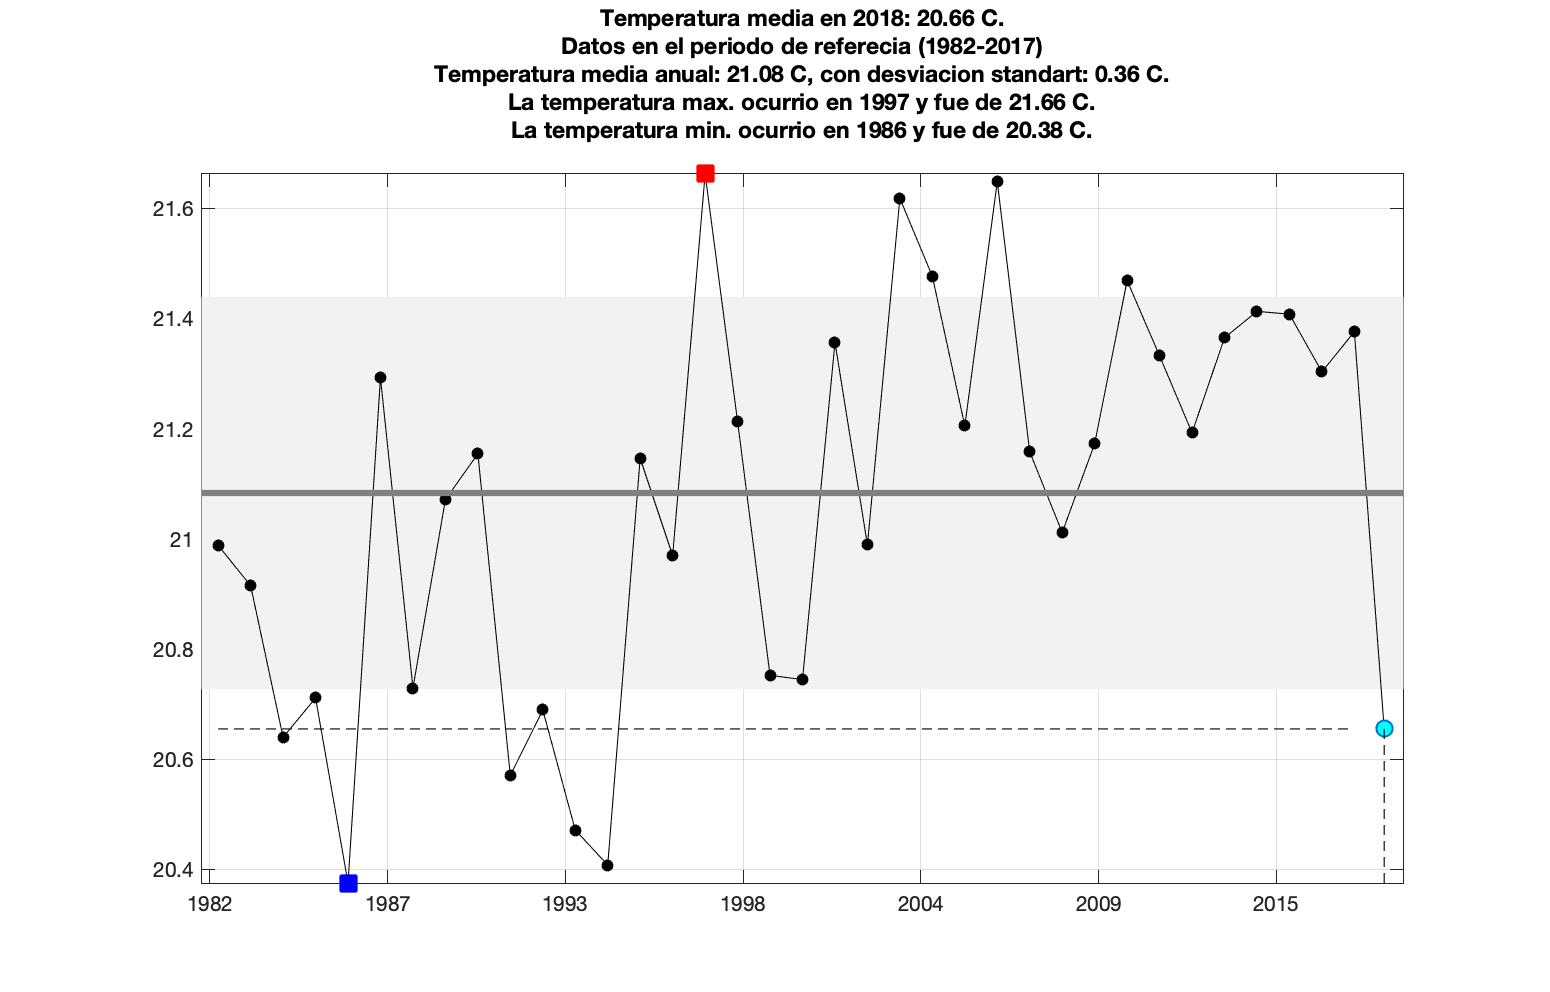 Temperatura media en 2018: 20.66 C.
Datos en el periodo de referecia (1982-2017)
Temperatura media anual: 21.08 C, con desviacion standart: 0.36 C.
La temperatura max. ocurrio en 1997 y fue de 21.66 C.
La temperatura min. ocurrio en 1986 y fue de 20.38 C.
21.6
21.4
21.2
21
20.8
20.6
20.4
1982 1987 1993 1998 2004 2009 2015